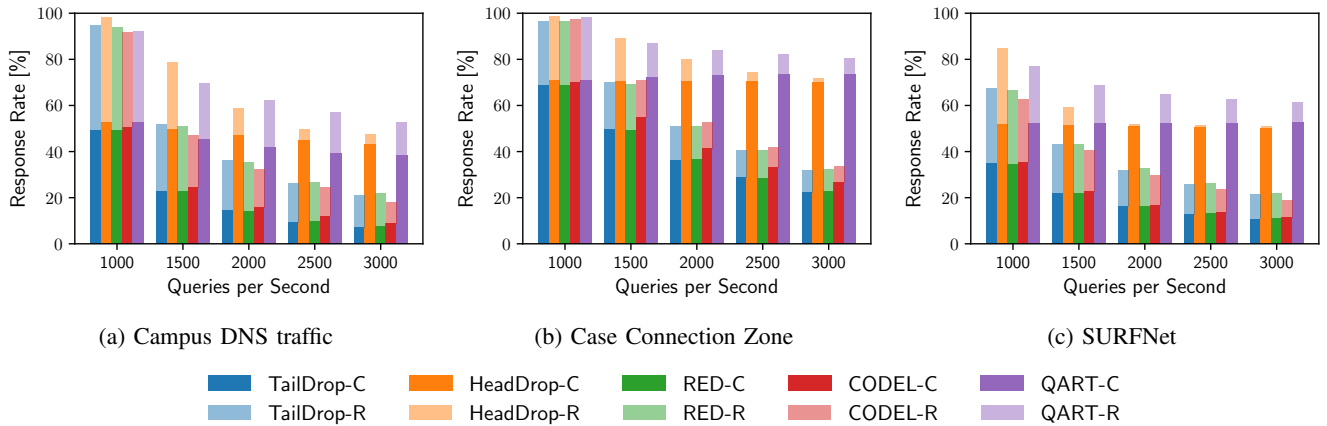 100
80
60
40
20
0
Response Rate [%]
1000 1500 2000 2500 3000
Queries per Second
(a) Campus DNS traffic
100
80
60
40
20
0
Response Rate [%]
1000 1500 2000 2500 3000
Queries per Second
(b) Case Connection Zone
100
80
60
40
20
0
Response Rate [%]
1000 1500 2000 2500 3000
Queries per Second
(c) SURFNet
TailDrop-C HeadDrop-C RED-C CODEL-C QART-C
TailDrop-R HeadDrop-R RED-R CODEL-R QART-R